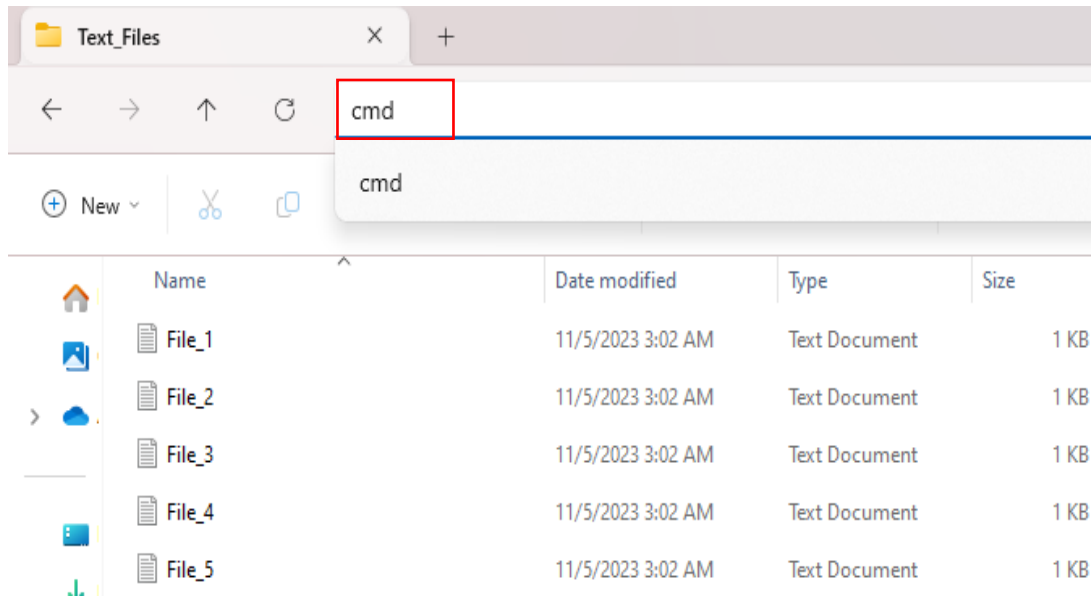 Text_Files
cmd
cmd
New
Name Date modified Type Size
File_1 11/5/2023 3:02 AM Text Document 1 KB
File_2 11/5/2023 3:02 AM Text Document 1 KB
File_3 11/5/2023 3:02 AM Text Document 1 KB
File_4 11/5/2023 3:02 AM Text Document 1 KB
File_5 11/5/2023 3:02 AM Text Document 1 KB